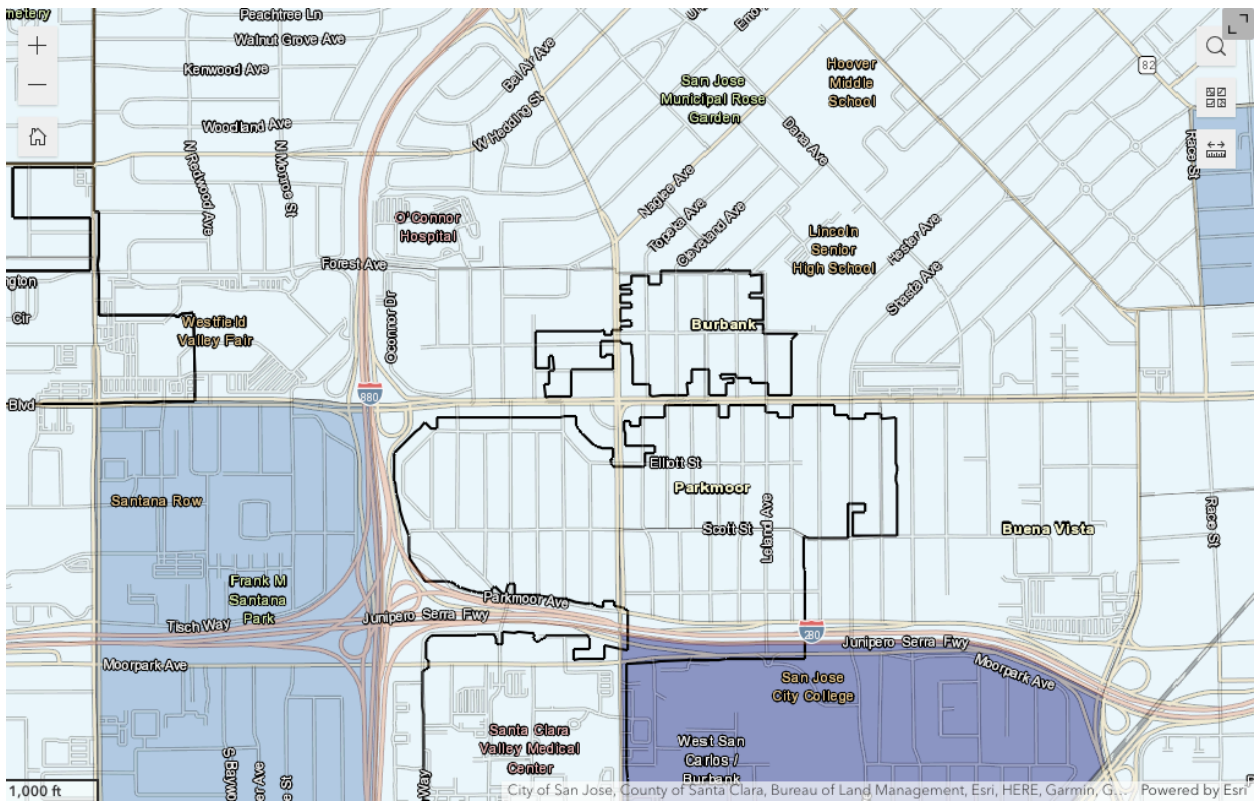 metery
Peachtree Ln
Walnut Grove Ave
Kenwood Ave
Woodland Ave
N Redwood Ave
N Monroe St
Bel Air Ave
W Hedding St
San Jose
Municipal Rose
Garden
Hoover
Middle
School
82
Race St
Dana Ave
Naglee Ave
Topeka Ave
Cleveland Ave
O'Connor
Hospital
Lincoln
Senior
High School
Hester Ave
Shasta Ave
Forest Ave
ngton
Cir
Oconnor Dr
Westfield
Valley Fair
Burbank
880
Blvd
Elliott St
Santana Row
Parkmoor
Leland Ave
Scott St
Buena Vista
Race St
Frank M
Santana
Park
Tisch Way
Parkmoor Ave
Junipero Serra Fwy
280
Junipero Serra Fwy
Moorpark Ave
Moorpark Ave
San Jose
City College
Santa Clara
Valley Medical
Center
West San
Carlos /
Burbank
S Baywo
Way
1,000 ft
City of San Jose, County of Santa Clara, Bureau of Land Management, Esri, HERE, Garmin, G...
Powered by Esri